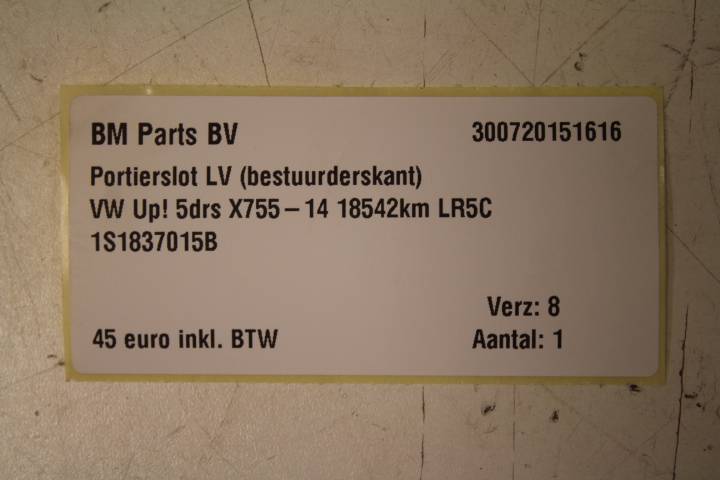 BM Parts BV 300720151616
Portierslot LV (bestuurderskant)
VW Up! 5drs X755 – 14 18542km LR5C
1S1837015B
Verz: 8
45 euro inkl. BTW Aantal: 1